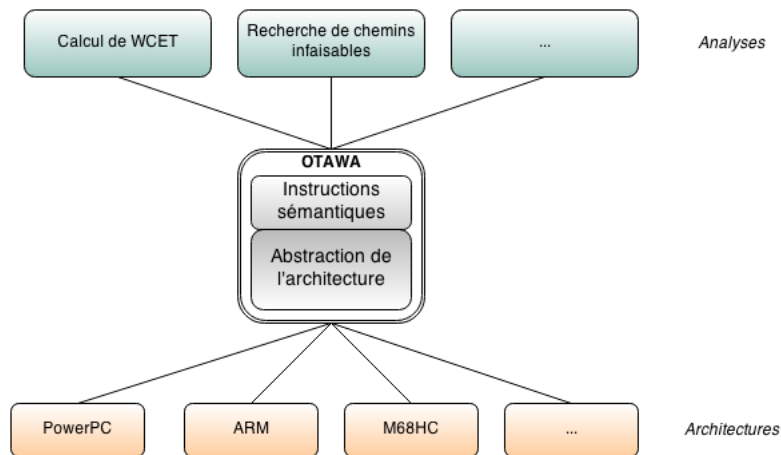 Calcul de WCET
Recherche de chemins
infaisables
...
Analyses
OTAWA
Instructions
sémantiques
Abstraction de
l'architecture
PowerPC
ARM
M68HC
...
Architectures